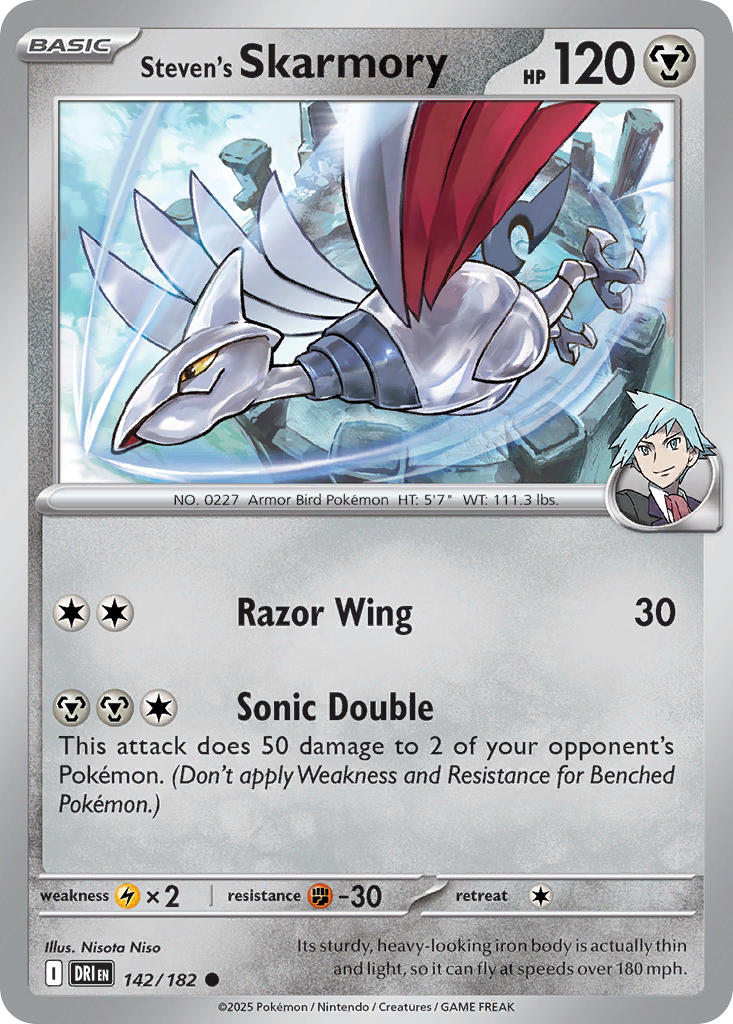 BASIC
Steven's Skarmory HP 120
NO. 0227 Armor Bird Pokémon HT: 5'7" WT: 111.3 lbs.
Razor Wing 30
Sonic Double
This attack does 50 damage to 2 of your opponent's
Pokémon. (Don't apply Weakness and Resistance for Benched
Pokémon.)
weakness ×2 resistance -30 retreat
Illus. Nisota Niso
Its sturdy, heavy-looking iron body is actually thin
and light, so it can fly at speeds over 180 mph.
I DRI EN 142/182
©2025 Pokémon / Nintendo / Creatures / GAME FREAK